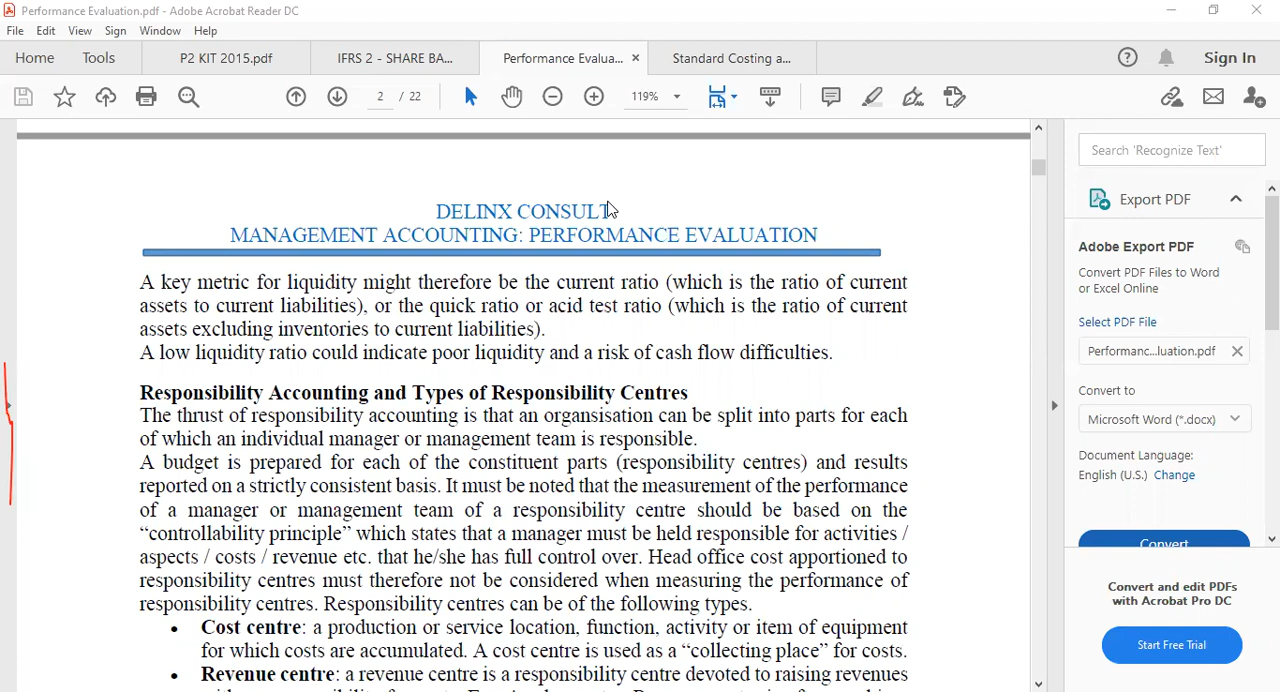 Performance Evaluation.pdf - Adobe Acrobat Reader DC
File Edit View Sign Window Help
Home Tools P2 KIT 2015.pdf IFRS 2 - SHARE BA... Performance Evalua... × Standard Costing a... Sign In
2 / 22 119%
Search 'Recognize Text'
Export PDF
Adobe Export PDF
Convert PDF Files to Word
or Excel Online
Select PDF File
Performanc...luation.pdf
Convert to
Microsoft Word (*.docx)
Document Language:
English (U.S.) Change
Convert
Convert and edit PDFs
with Acrobat Pro DC
Start Free Trial
DELINX CONSULT
MANAGEMENT ACCOUNTING: PERFORMANCE EVALUATION
A key metric for liquidity might therefore be the current ratio (which is the ratio of current
assets to current liabilities), or the quick ratio or acid test ratio (which is the ratio of current
assets excluding inventories to current liabilities).
A low liquidity ratio could indicate poor liquidity and a risk of cash flow difficulties.
Responsibility Accounting and Types of Responsibility Centres
The thrust of responsibility accounting is that an organsisation can be split into parts for each
of which an individual manager or management team is responsible.
A budget is prepared for each of the constituent parts (responsibility centres) and results
reported on a strictly consistent basis. It must be noted that the measurement of the performance
of a manager or management team of a responsibility centre should be based on the
“controllability principle” which states that a manager must be held responsible for activities /
aspects / costs / revenue etc. that he/she has full control over. Head office cost apportioned to
responsibility centres must therefore not be considered when measuring the performance of
responsibility centres. Responsibility centres can be of the following types.
• Cost centre: a production or service location, function, activity or item of equipment
for which costs are accumulated. A cost centre is used as a “collecting place” for costs.
• Revenue centre: a revenue centre is a responsibility centre devoted to raising revenues